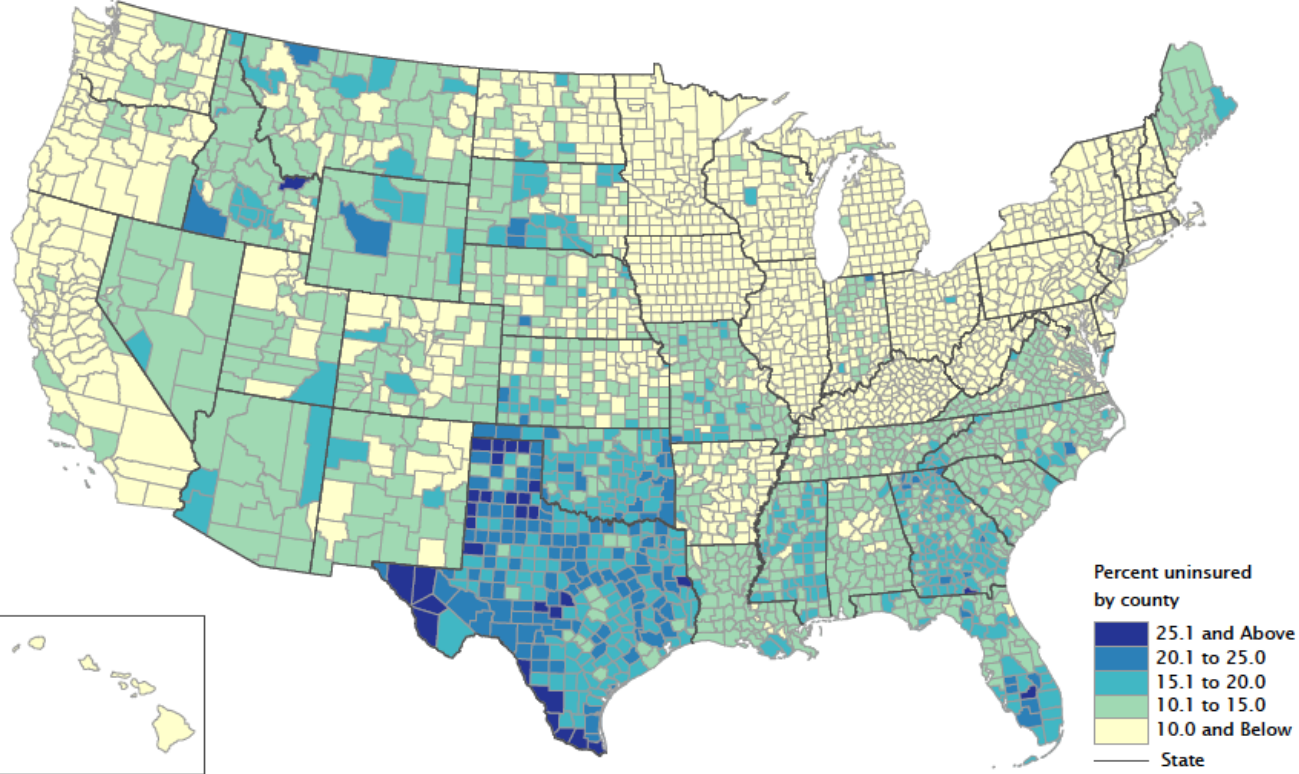 Percent uninsured
by county
25.1 and Above
20.1 to 25.0
15.1 to 20.0
10.1 to 15.0
10.0 and Below
State